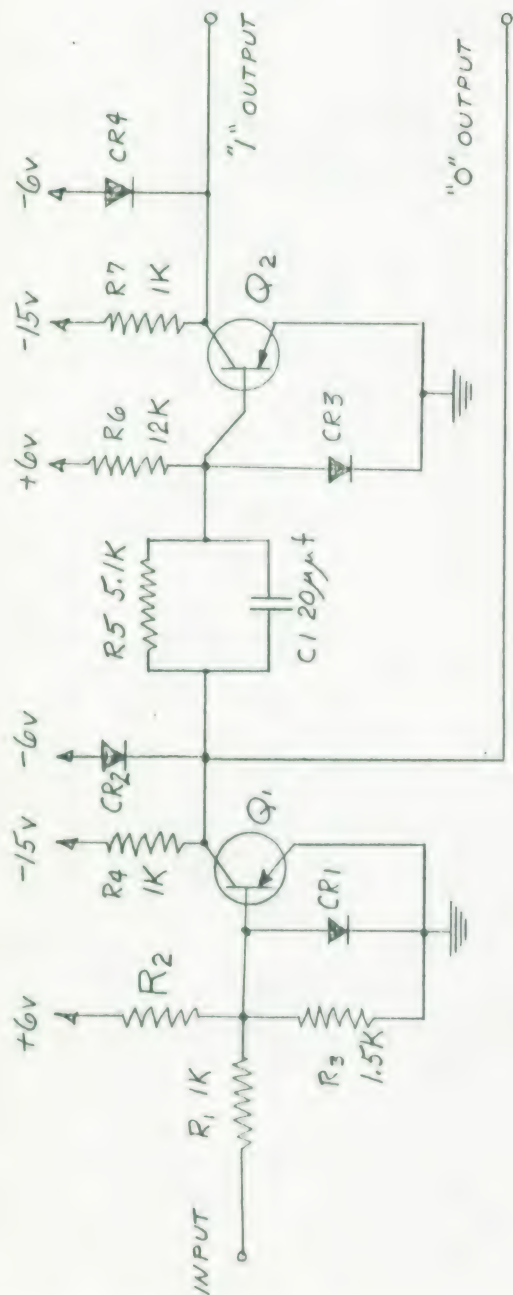 INPUT
R1 1K
+6v
R2
R3
1.5K
-15v
R4
1K
-6v
CR2
Q1
CR1
R5 5.1K
C1 20μμf
+6v
R6
12K
-15v
R7
1K
-6v
CR4
Q2
CR3
"1" OUTPUT
"0" OUTPUT